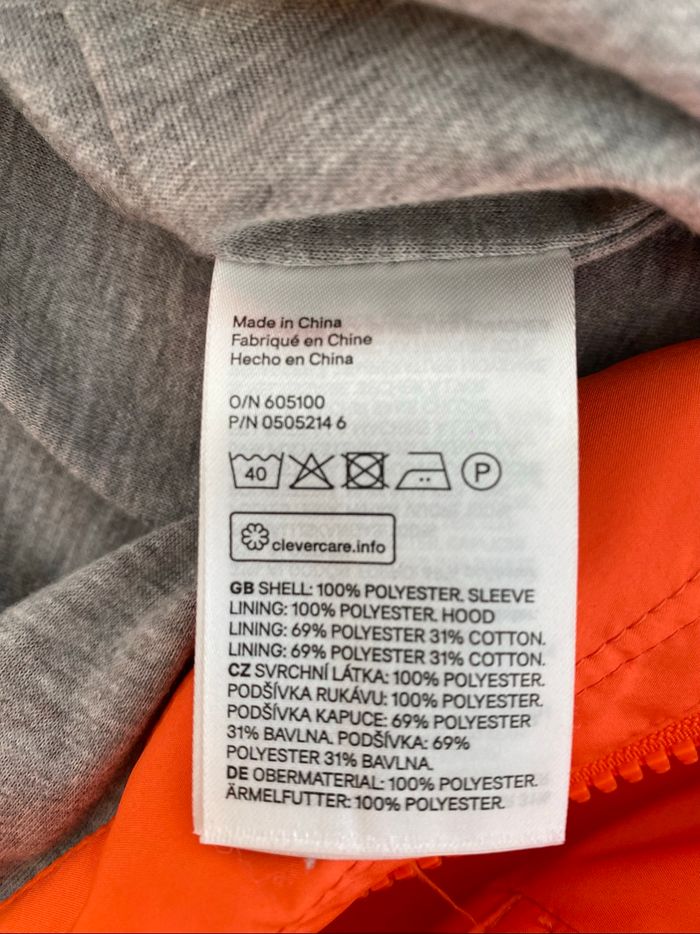 Made in China
Fabriqué en Chine
Hecho en China
O/N 605100
P/N 0505214 6
40
P
clevercare.info
GB SHELL: 100% POLYESTER. SLEEVE
LINING: 100% POLYESTER. HOOD
LINING: 69% POLYESTER 31% COTTON.
LINING: 69% POLYESTER 31% COTTON.
CZ SVRCHNÍ LÁTKA: 100% POLYESTER.
PODŠÍVKA RUKÁVU: 100% POLYESTER.
PODŠÍVKA KAPUCE: 69% POLYESTER
31% BAVLNA. PODŠÍVKA: 69%
POLYESTER 31% BAVLNA.
DE OBERMATERIAL: 100% POLYESTER.
ÄRMELFUTTER: 100% POLYESTER.